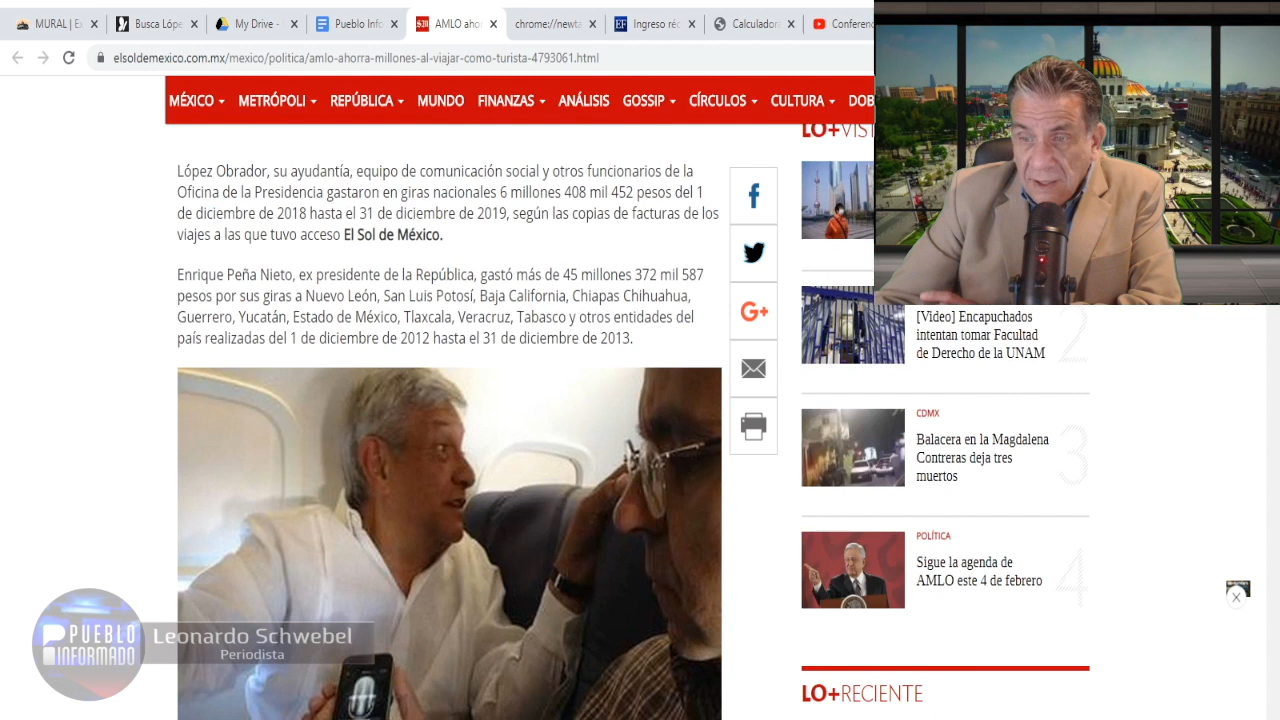 MURAL | Ex
Busca Lópe
My Drive -
Pueblo Info
AMLO aho
chrome://newta
Ingreso réc
Calculadora
Conferenc
elsoldemexico.com.mx/mexico/politica/amlo-ahorra-millones-al-viajar-como-turista-4793061.html
MÉXICO METRÓPOLI REPÚBLICA MUNDO FINANZAS ANÁLISIS GOSSIP CÍRCULOS CULTURA DOB
LO+VIST
López Obrador, su ayudantía, equipo de comunicación social y otros funcionarios de la
Oficina de la Presidencia gastaron en giras nacionales 6 millones 408 mil 452 pesos del 1
de diciembre de 2018 hasta el 31 de diciembre de 2019, según las copias de facturas de los
viajes a las que tuvo acceso El Sol de México.
Enrique Peña Nieto, ex presidente de la República, gastó más de 45 millones 372 mil 587
pesos por sus giras a Nuevo León, San Luis Potosí, Baja California, Chiapas Chihuahua,
Guerrero, Yucatán, Estado de México, Tlaxcala, Veracruz, Tabasco y otros entidades del
país realizadas del 1 de diciembre de 2012 hasta el 31 de diciembre de 2013.
G+
[Video] Encapuchados
intentan tomar Facultad
de Derecho de la UNAM
2
CDMX
Balacera en la Magdalena
Contreras deja tres
muertos
3
POLÍTICA
Sigue la agenda de
AMLO este 4 de febrero
4
LO+RECIENTE
PUEBLO
INFORMADO
Leonardo Schwebel
Periodista